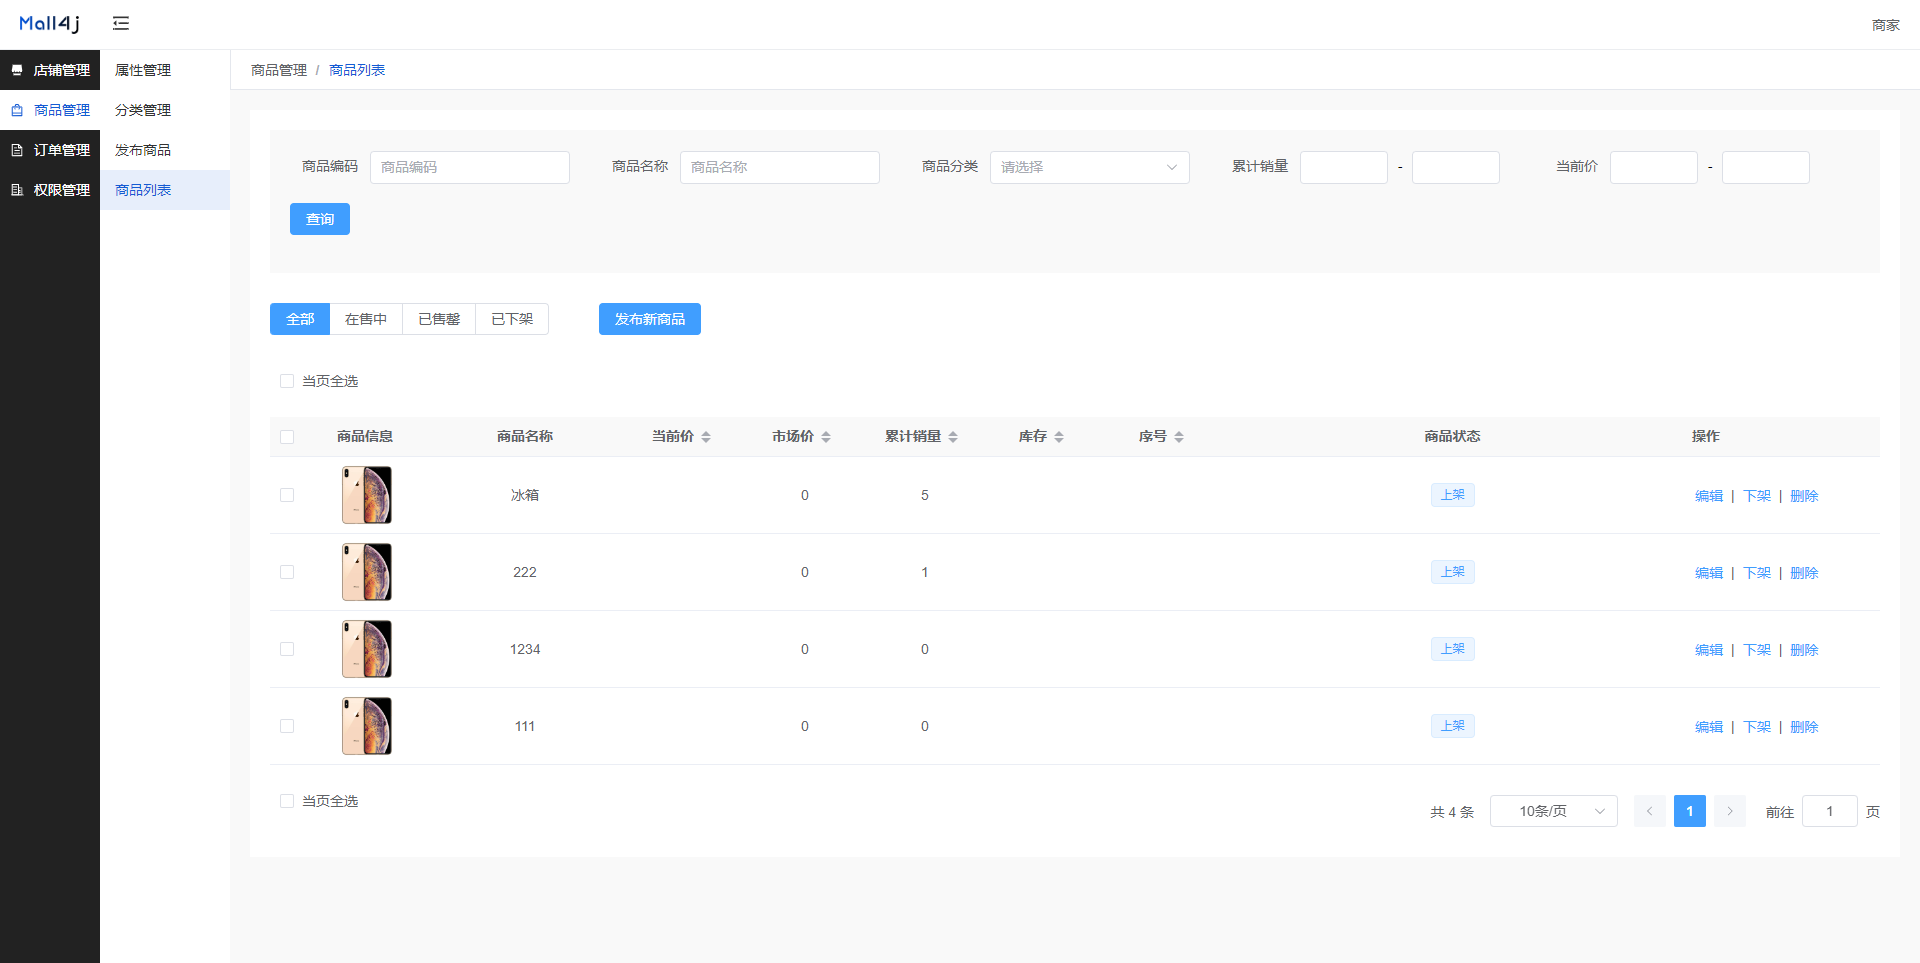 Mall4j
商家
店铺管理
商品管理
订单管理
权限管理
属性管理
分类管理
发布商品
商品列表
商品管理 / 商品列表
商品编码 商品编码 商品名称 商品名称 商品分类 请选择 累计销量 - 当前价 -
查询
全部 在售中 已售罄 已下架 发布新商品
当页全选
商品信息 商品名称 当前价 市场价 累计销量 库存 序号 商品状态 操作
冰箱 0 5 上架 编辑 | 下架 | 删除
222 0 1 上架 编辑 | 下架 | 删除
1234 0 0 上架 编辑 | 下架 | 删除
111 0 0 上架 编辑 | 下架 | 删除
当页全选
共 4 条 10条/页 1 前往 1 页